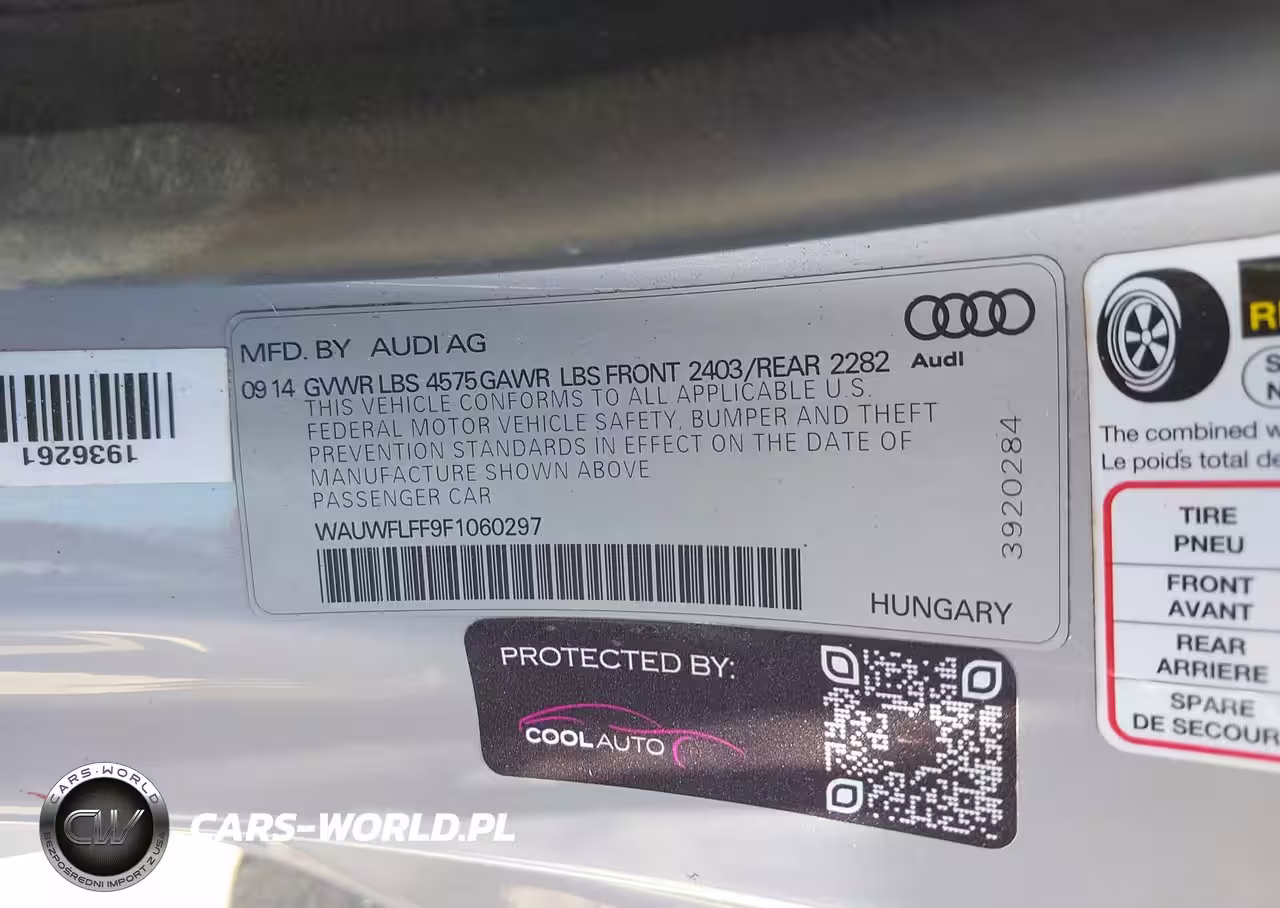 MFD. BY AUDI AG
Audi
09 14 GVWR LBS 4575 GAWR LBS FRONT 2403/REAR 2282
THIS VEHICLE CONFORMS TO ALL APPLICABLE U.S.
FEDERAL MOTOR VEHICLE SAFETY, BUMPER AND THEFT
PREVENTION STANDARDS IN EFFECT ON THE DATE OF
MANUFACTURE SHOWN ABOVE
PASSENGER CAR
WAUWFLFF9F1060297
HUNGARY
3920284
1936261
PROTECTED BY:
COOLAUTO
The combined
Le poids total
TIRE
PNEU
FRONT
AVANT
REAR
ARRIERE
SPARE
DE SECOUR
CARS-WORLD
CW
BEZPOŚREDNI IMPORT Z USA
CARS-WORLD.PL